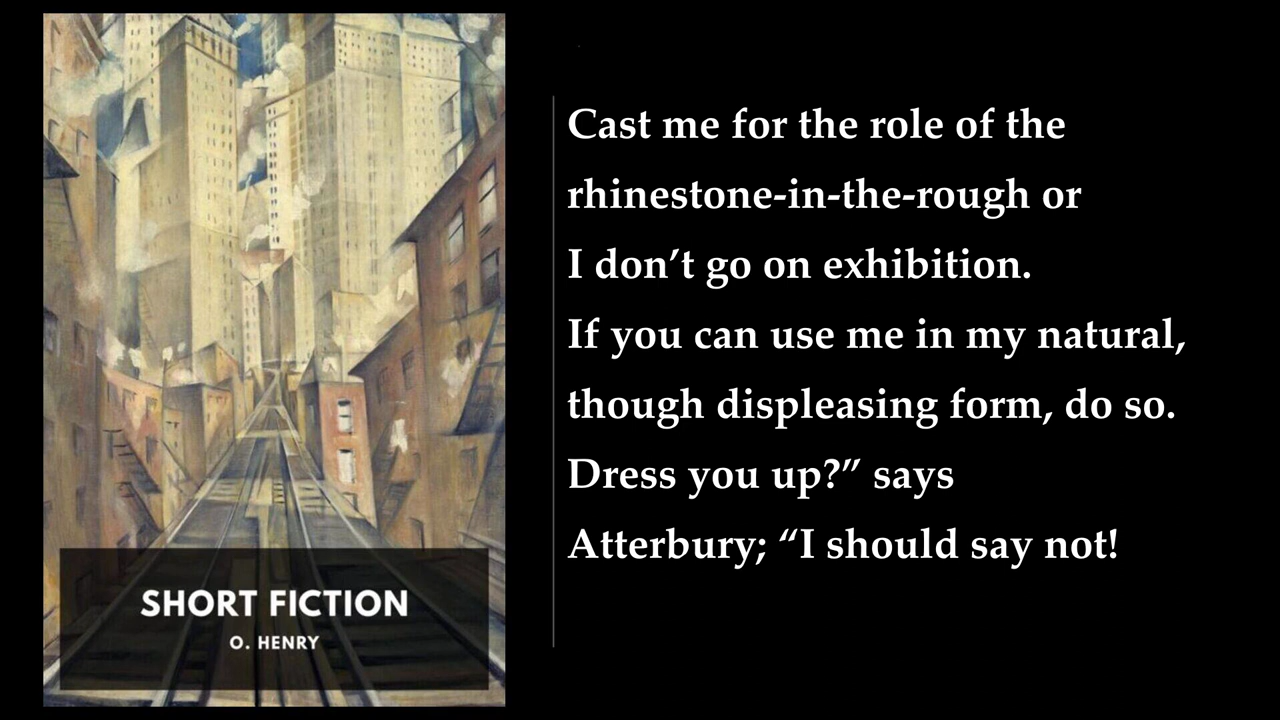 Cast me for the role of the
rhinestone-in-the-rough or
I don’t go on exhibition.
If you can use me in my natural,
though displeasing form, do so.
Dress you up?” says
Atterbury; “I should say not!
SHORT FICTION
O. HENRY